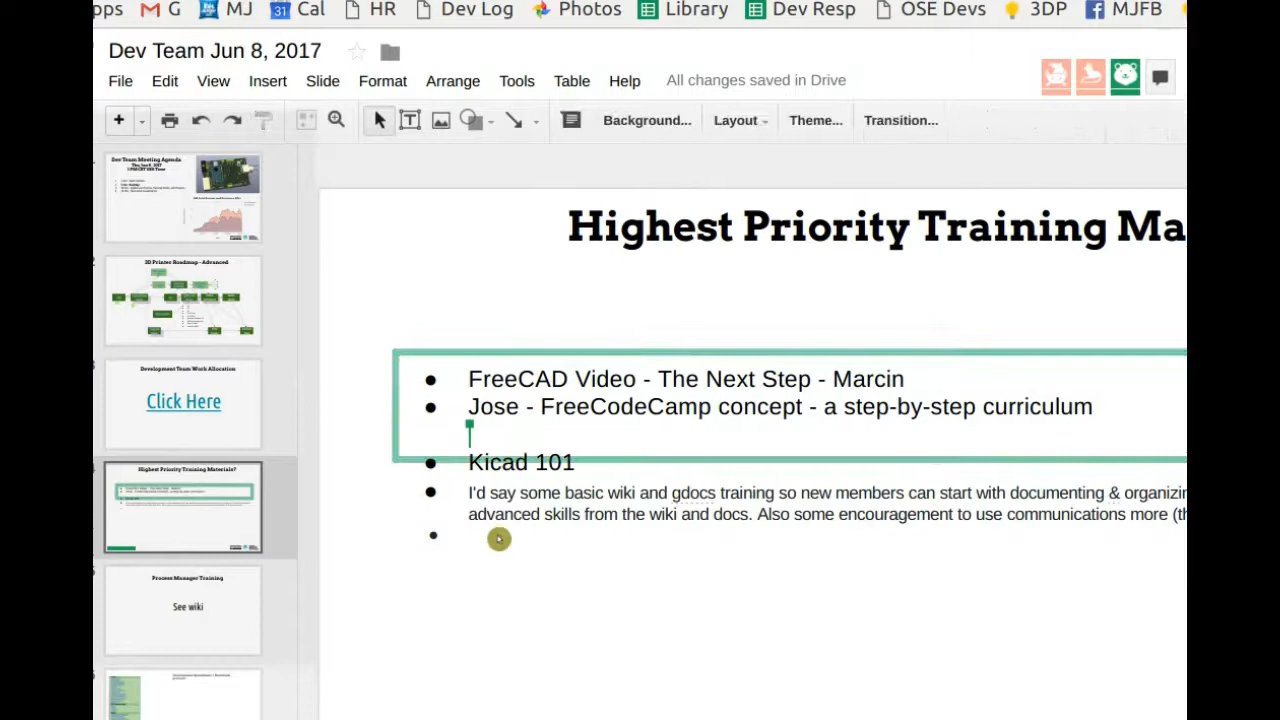 pps G MJ Cal HR Dev Log Photos Library Dev Resp OSE Devs 3DP MJFB
Dev Team Jun 8, 2017
File Edit View Insert Slide Format Arrange Tools Table Help All changes saved in Drive
Background... Layout Theme... Transition...
Dev Team Meeting Agenda
3D Printer Roadmap - Advanced
Development Team Work Allocation
Click Here
Highest Priority Training Materials?
Process Manager Training
See wiki
Highest Priority Training Ma
FreeCAD Video - The Next Step - Marcin
Jose - FreeCodeCamp concept - a step-by-step curriculum
Kicad 101
I'd say some basic wiki and gdocs training so new members can start with documenting & organizin
advanced skills from the wiki and docs. Also some encouragement to use communications more (th